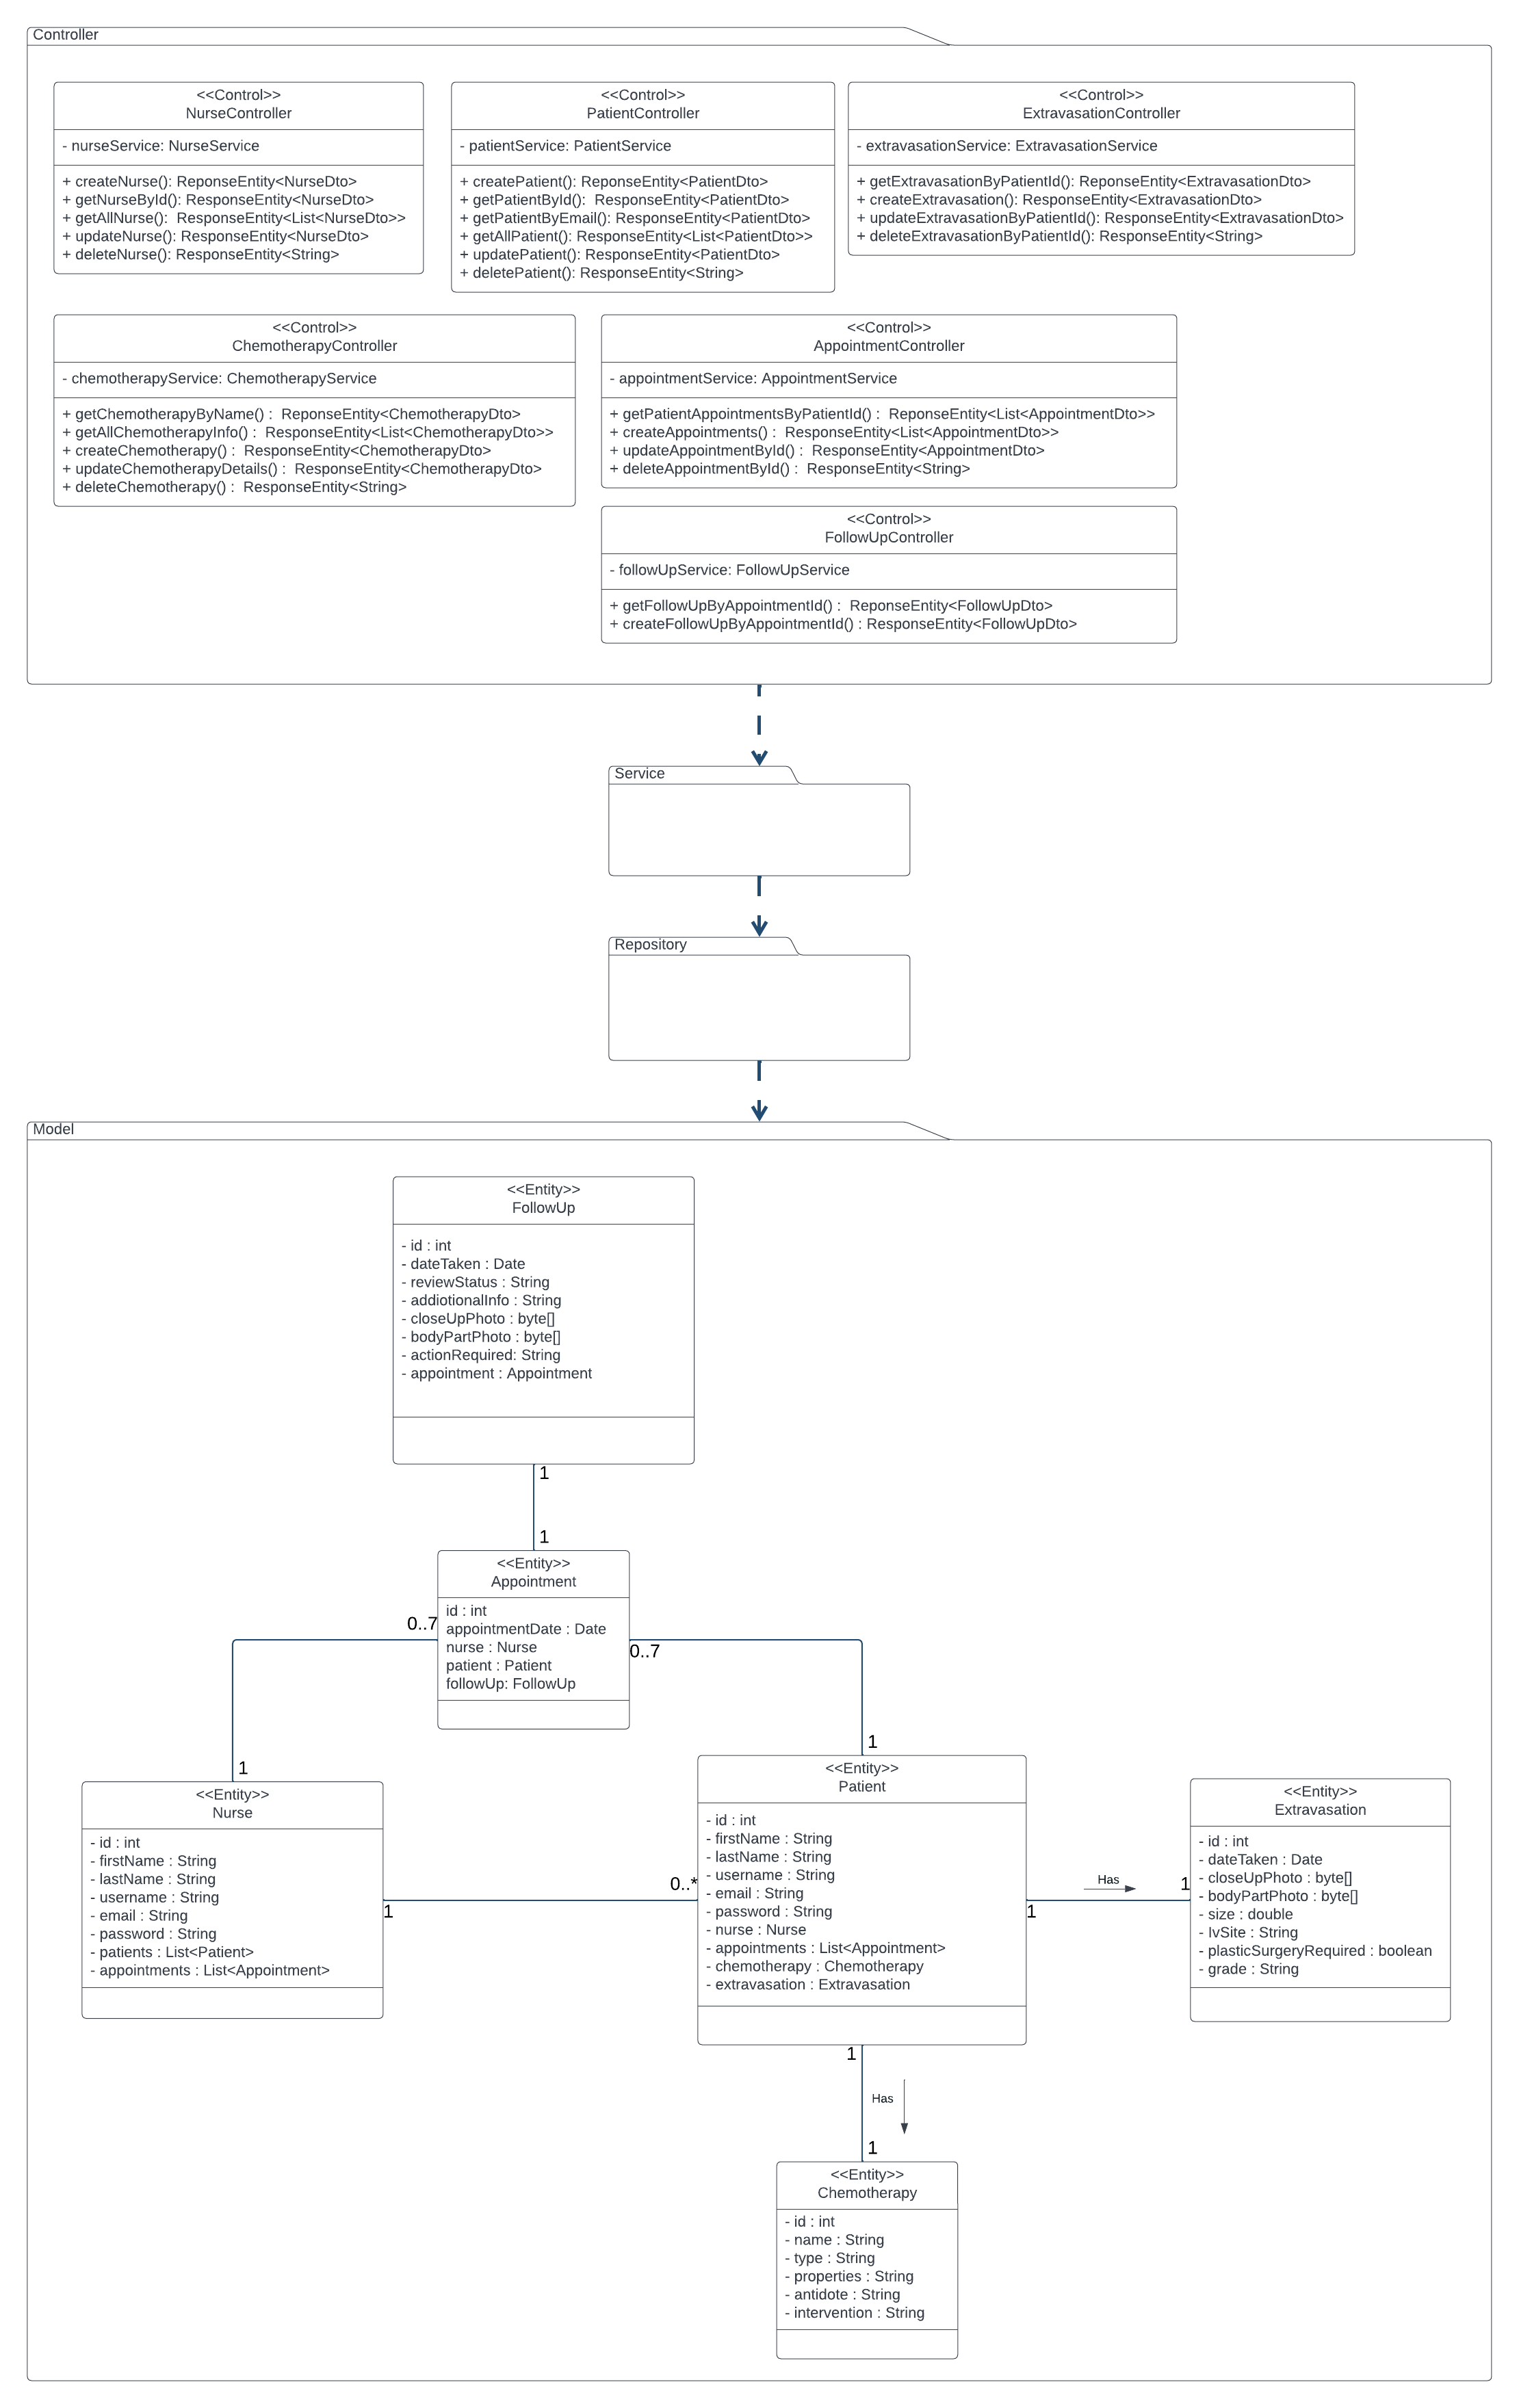 Controller
<<Control>>
NurseController
- nurseService: NurseService
+ createNurse(): ReponseEntity<NurseDto>
+ getNurseById(): ResponseEntity<NurseDto>
+ getAllNurse():  ResponseEntity<List<NurseDto>>
+ updateNurse(): ResponseEntity<NurseDto>
+ deleteNurse(): ResponseEntity<String>
<<Control>>
PatientController
- patientService: PatientService
+ createPatient(): ReponseEntity<PatientDto>
+ getPatientById():  ResponseEntity<PatientDto>
+ getPatientByEmail(): ResponseEntity<PatientDto>
+ getAllPatient(): ResponseEntity<List<PatientDto>>
+ updatePatient(): ResponseEntity<PatientDto>
+ deletePatient(): ResponseEntity<String>
<<Control>>
ExtravasationController
- extravasationService: ExtravasationService
+ getExtravasationByPatientId(): ReponseEntity<ExtravasationDto>
+ createExtravasation(): ResponseEntity<ExtravasationDto>
+ updateExtravasationByPatientId(): ResponseEntity<ExtravasationDto>
+ deleteExtravasationByPatientId(): ResponseEntity<String>
<<Control>>
ChemotherapyController
- chemotherapyService: ChemotherapyService
+ getChemotherapyByName() :  ReponseEntity<ChemotherapyDto>
+ getAllChemotherapyInfo() :  ResponseEntity<List<ChemotherapyDto>>
+ createChemotherapy() :  ResponseEntity<ChemotherapyDto>
+ updateChemotherapyDetails() :  ResponseEntity<ChemotherapyDto>
+ deleteChemotherapy() :  ResponseEntity<String>
<<Control>>
AppointmentController
- appointmentService: AppointmentService
+ getPatientAppointmentsByPatientId() :  ReponseEntity<List<AppointmentDto>>
+ createAppointments() :  ResponseEntity<List<AppointmentDto>>
+ updateAppointmentById() :  ResponseEntity<AppointmentDto>
+ deleteAppointmentById() :  ResponseEntity<String>
<<Control>>
FollowUpController
- followUpService: FollowUpService
+ getFollowUpByAppointmentId() :  ReponseEntity<FollowUpDto>
+ createFollowUpByAppointmentId() : ResponseEntity<FollowUpDto>
Service
Repository
Model
<<Entity>>
FollowUp
- id : int
- dateTaken : Date
- reviewStatus : String
- addiotionalInfo : String
- closeUpPhoto : byte[]
- bodyPartPhoto : byte[]
- actionRequired: String
- appointment : Appointment
1
1
<<Entity>>
Appointment
id : int
appointmentDate : Date
nurse : Nurse
patient : Patient
followUp: FollowUp
0..7
0..7
1
1
<<Entity>>
Nurse
- id : int
- firstName : String
- lastName : String
- username : String
- email : String
- password : String
- patients : List<Patient>
- appointments : List<Appointment>
1
0..*
<<Entity>>
Patient
- id : int
- firstName : String
- lastName : String
- username : String
- email : String
- password : String
- nurse : Nurse
- appointments : List<Appointment>
- chemotherapy : Chemotherapy
- extravasation : Extravasation
Has
1
1
<<Entity>>
Extravasation
- id : int
- dateTaken : Date
- closeUpPhoto : byte[]
- bodyPartPhoto : byte[]
- size : double
- IvSite : String
- plasticSurgeryRequired : boolean
- grade : String
1
Has
1
<<Entity>>
Chemotherapy
- id : int
- name : String
- type : String
- properties : String
- antidote : String
- intervention : String